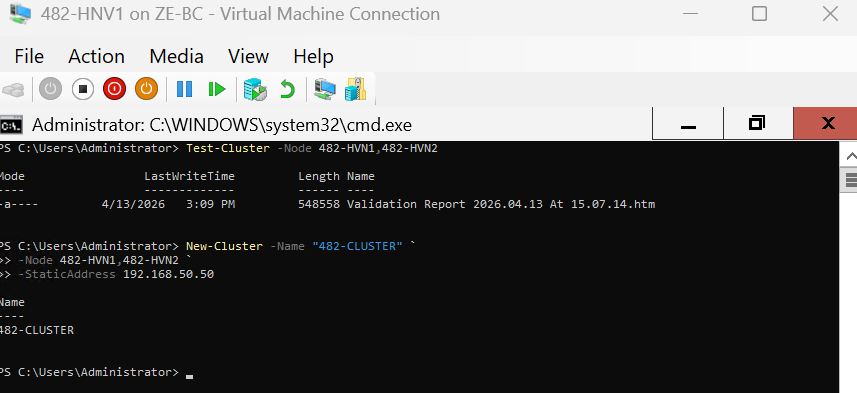 482-HNV1 on ZE-BC - Virtual Machine Connection
File Action Media View Help
Administrator: C:\WINDOWS\system32\cmd.exe
PS C:\Users\Administrator> Test-Cluster -Node 482-HVN1,482-HVN2
Mode LastWriteTime Length Name
---- ------------- ------ ----
-a---- 4/13/2026 3:09 PM 548558 Validation Report 2026.04.13 At 15.07.14.htm
PS C:\Users\Administrator> New-Cluster -Name "482-CLUSTER" `
>> -Node 482-HVN1,482-HVN2 `
>> -StaticAddress 192.168.50.50
Name
----
482-CLUSTER
PS C:\Users\Administrator>